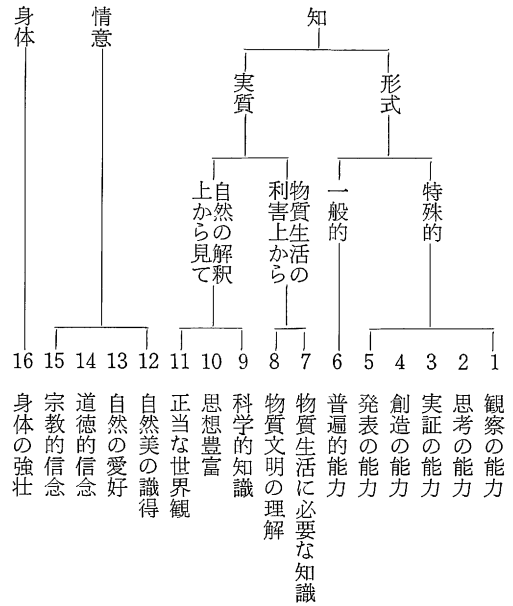 知
形式
特殊的
1 観察の能力
2 思考の能力
3 実証の能力
4 創造の能力
5 発表の能力
一般的
6 普遍的能力
実質
物質生活の
利害上から
7 物質生活に必要な知識
8 物質文明の理解
自然の解釈
上から見て
9 科学的知識
10 思想豊富
11 正当な世界観
情意
12 自然美の識得
13 自然の愛好
14 道徳的信念
15 宗教的信念
身体
16 身体の強壮